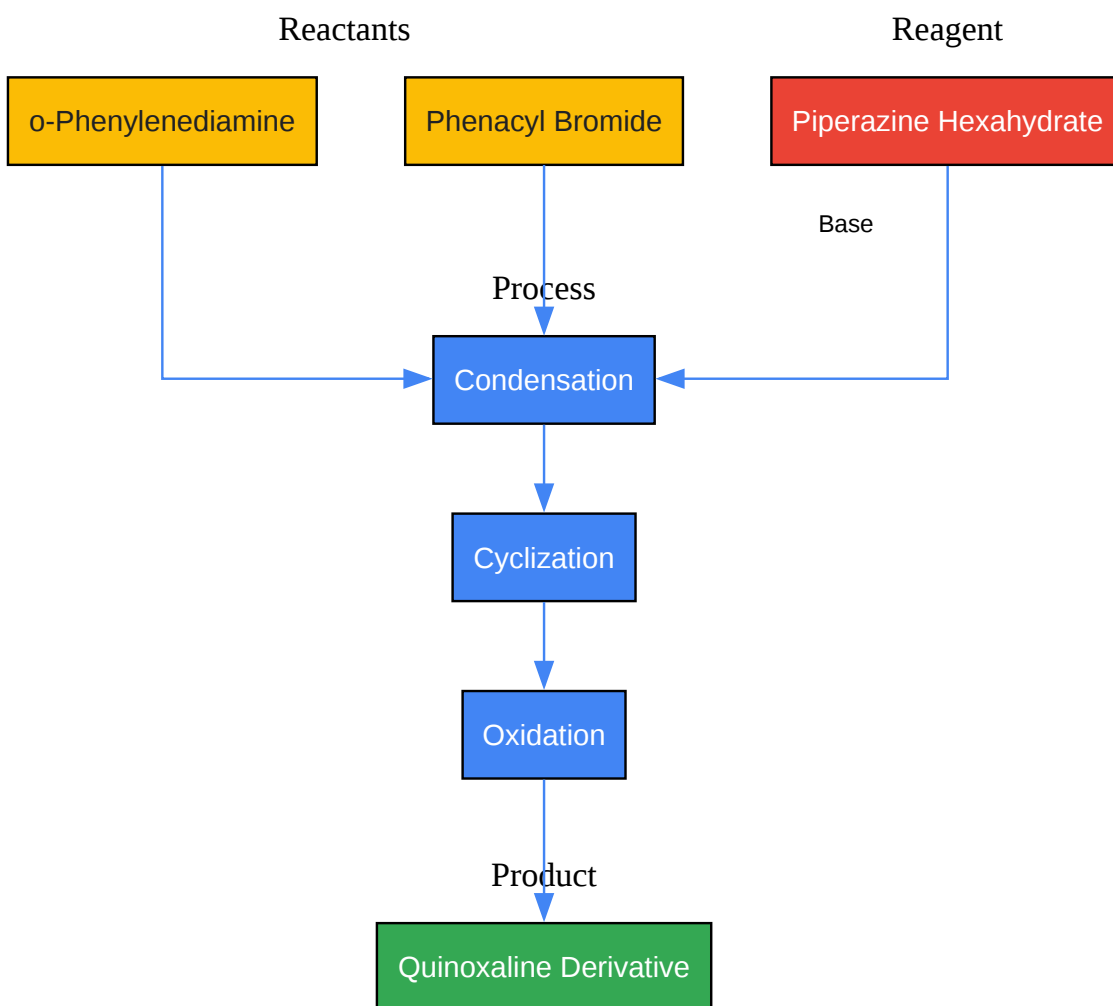 Reactants
Reagent
o-Phenylenediamine
Phenacyl Bromide
Piperazine Hexahydrate
Base
Process
Condensation
Cyclization
Oxidation
Product
Quinoxaline Derivative